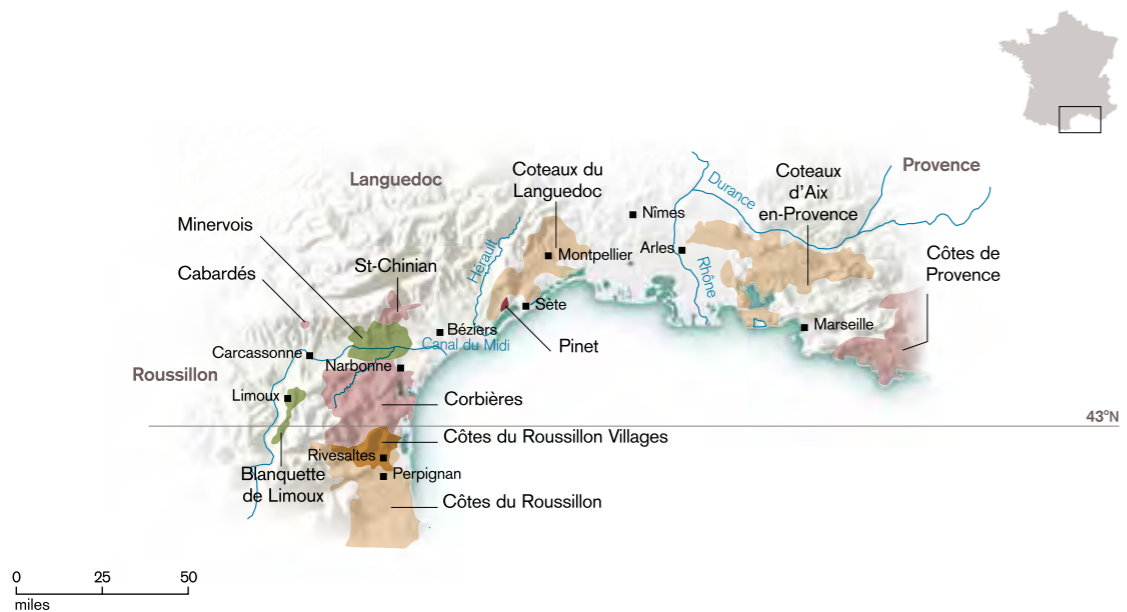 Provence
Languedoc
Coteaux du
Languedoc
Durance
Coteaux
d'Aix
en-Provence
Minervois
Nîmes
St-Chinian
Hérault
Montpellier
Arles
Côtes de
Provence
Cabardés
Rhône
Sète
Béziers
Canal du Midi
Marseille
Pinet
Carcassonne
Narbonne
Roussillon
Limoux
Corbières
43°N
Côtes du Roussillon Villages
Rivesaltes
Perpignan
Blanquette
de Limoux
Côtes du Roussillon
0 25 50
miles